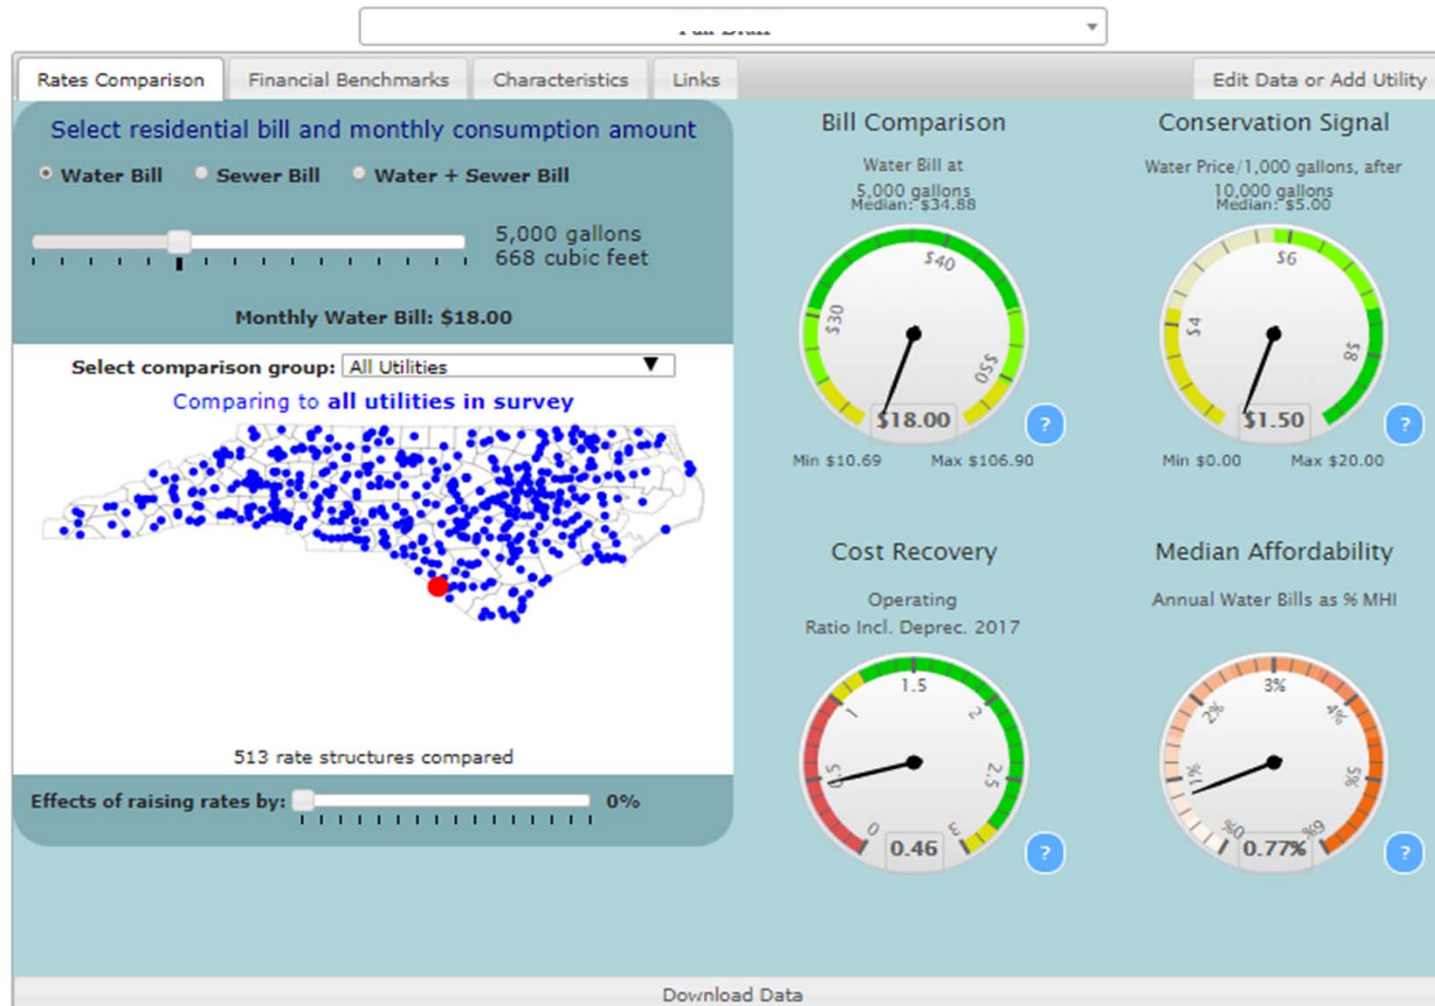 Rates Comparison Financial Benchmarks Characteristics Links Edit Data or Add Utility
Select residential bill and monthly consumption amount
Water Bill Sewer Bill Water + Sewer Bill
5,000 gallons
668 cubic feet
Monthly Water Bill: $18.00
Select comparison group: All Utilities
Comparing to all utilities in survey
513 rate structures compared
Effects of raising rates by: 0%
Bill Comparison
Water Bill at
5,000 gallons
Median: $34.88
$30
$40
$50
$18.00
?
Min $10.69 Max $106.90
Conservation Signal
Water Price/1,000 gallons, after
10,000 gallons
Median: $5.00
$4
$6
$8
$1.50
?
Min $0.00 Max $20.00
Cost Recovery
Operating
Ratio Incl. Deprec. 2017
0
1
1.5
2
2.5
3
0.46
?
Median Affordability
Annual Water Bills as % MHI
0%
1%
2%
3%
4%
5%
6%
0.77%
?
Download Data